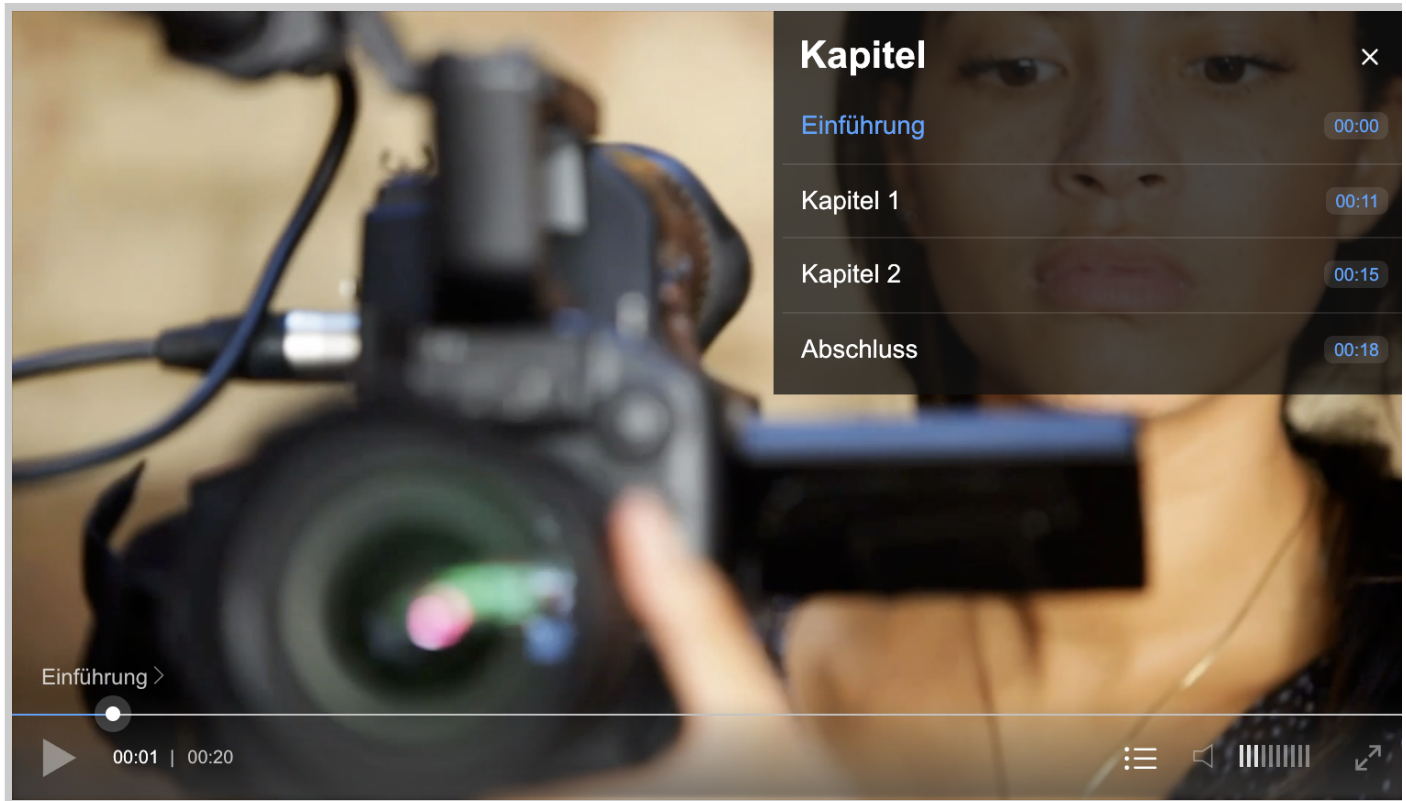 Kapitel
Einführung 00:00
Kapitel 1 00:11
Kapitel 2 00:15
Abschluss 00:18
Einführung
00:01 | 00:20